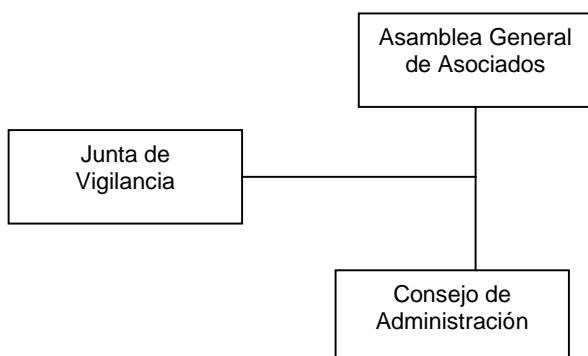 Asamblea General
de Asociados
Junta de
Vigilancia
Consejo de
Administración